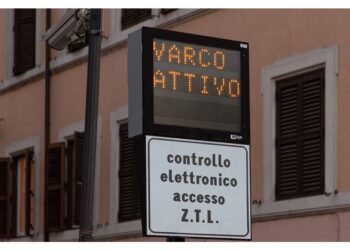 VARCO
ATTIVO
controllo
elettronico
accesso
Z.T.L.